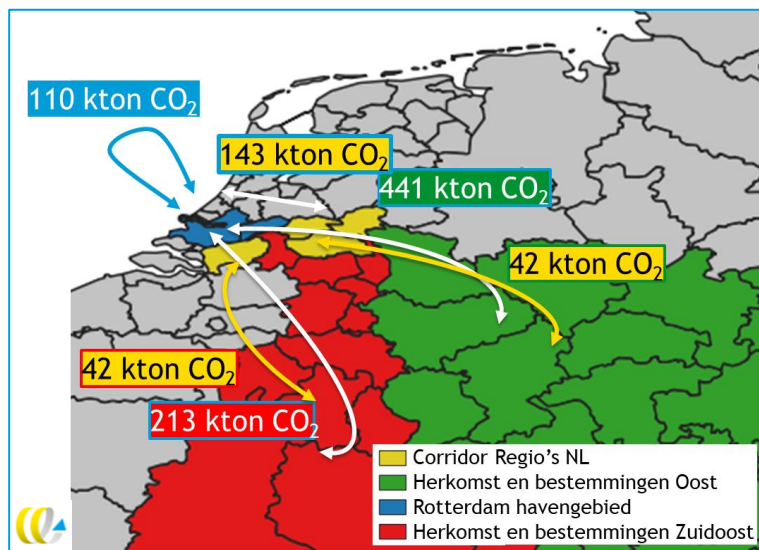 110 kton CO₂
143 kton CO₂
441 kton CO₂
42 kton CO₂
42 kton CO₂
213 kton CO₂
Corridor Regio's NL
Herkomst en bestemmingen Oost
Rotterdam havengebied
Herkomst en bestemmingen Zuidoost